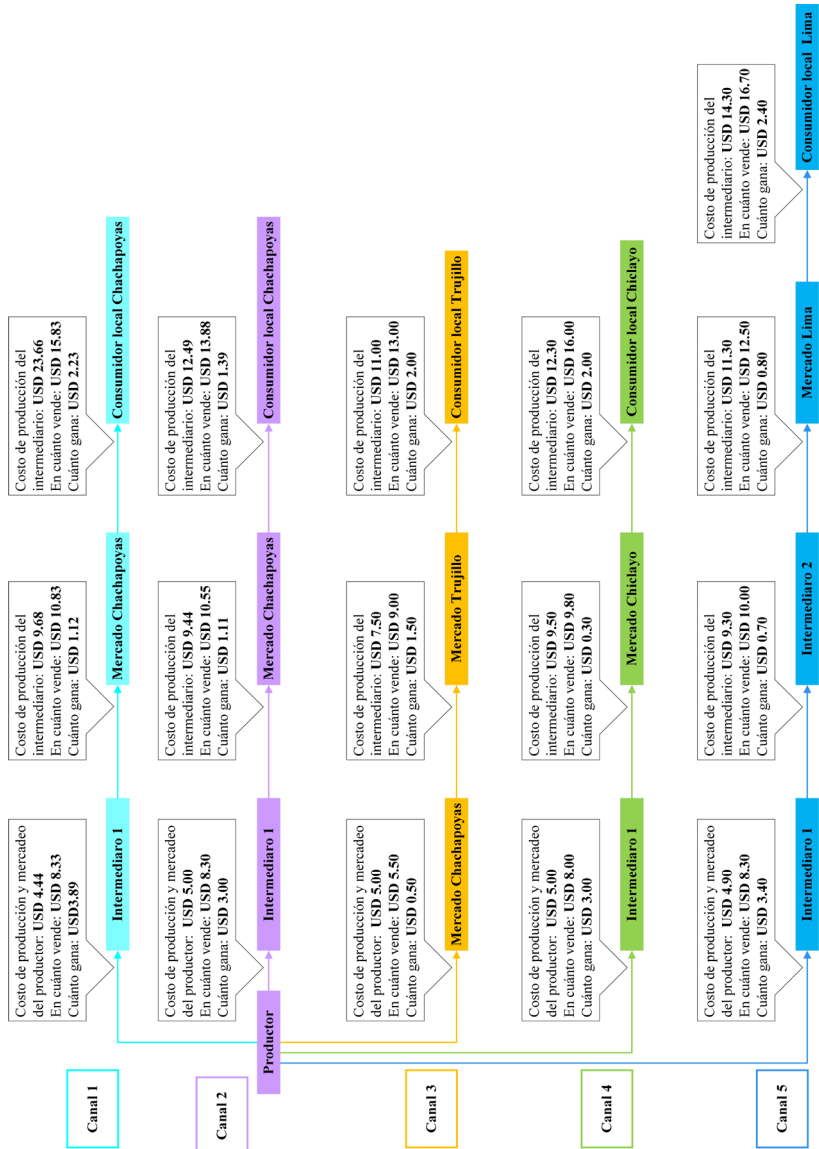 Canal 1
Costo de producción y mercadeo
del productor: USD 4.44
En cuánto vende: USD 8.33
Cuánto gana: USD3.89
Costo de producción del
intermediario: USD 9.68
En cuánto vende: USD 10.83
Cuánto gana: USD 1.12
Costo de producción del
intermediario: USD 23.66
En cuánto vende: USD 15.83
Cuánto gana: USD 2.23
Intermediaro 1
Mercado Chachapoyas
Consumidor local Chachapoyas
Canal 2
Costo de producción y mercadeo
del productor: USD 5.00
En cuánto vende: USD 8.30
Cuánto gana: USD 3.00
Costo de producción del
intermediario: USD 9.44
En cuánto vende: USD 10.55
Cuánto gana: USD 1.11
Costo de producción del
intermediario: USD 12.49
En cuánto vende: USD 13.88
Cuánto gana: USD 1.39
Productor
Intermediaro 1
Mercado Chachapoyas
Consumidor local Chachapoyas
Canal 3
Costo de producción y mercadeo
del productor: USD 5.00
En cuánto vende: USD 5.50
Cuánto gana: USD 0.50
Costo de producción del
intermediario: USD 7.50
En cuánto vende: USD 9.00
Cuánto gana: USD 1.50
Costo de producción del
intermediario: USD 11.00
En cuánto vende: USD 13.00
Cuánto gana: USD 2.00
Mercado Chachapoyas
Mercado Trujillo
Consumidor local Trujillo
Canal 4
Costo de producción y mercadeo
del productor: USD 5.00
En cuánto vende: USD 8.00
Cuánto gana: USD 3.00
Costo de producción del
intermediario: USD 9.50
En cuánto vende: USD 9.80
Cuánto gana: USD 0.30
Costo de producción del
intermediario: USD 12.30
En cuánto vende: USD 16.00
Cuánto gana: USD 2.00
Intermediaro 1
Mercado Chiclayo
Consumidor local Chiclayo
Canal 5
Costo de producción y mercadeo
del productor: USD 4.90
En cuánto vende: USD 8.30
Cuánto gana: USD 3.40
Costo de producción del
intermediario: USD 9.30
En cuánto vende: USD 10.00
Cuánto gana: USD 0.70
Costo de producción del
intermediario: USD 11.30
En cuánto vende: USD 12.50
Cuánto gana: USD 0.80
Costo de producción del
intermediario: USD 14.30
En cuánto vende: USD 16.70
Cuánto gana: USD 2.40
Intermediaro 1
Intermediaro 2
Mercado Lima
Consumidor local Lima